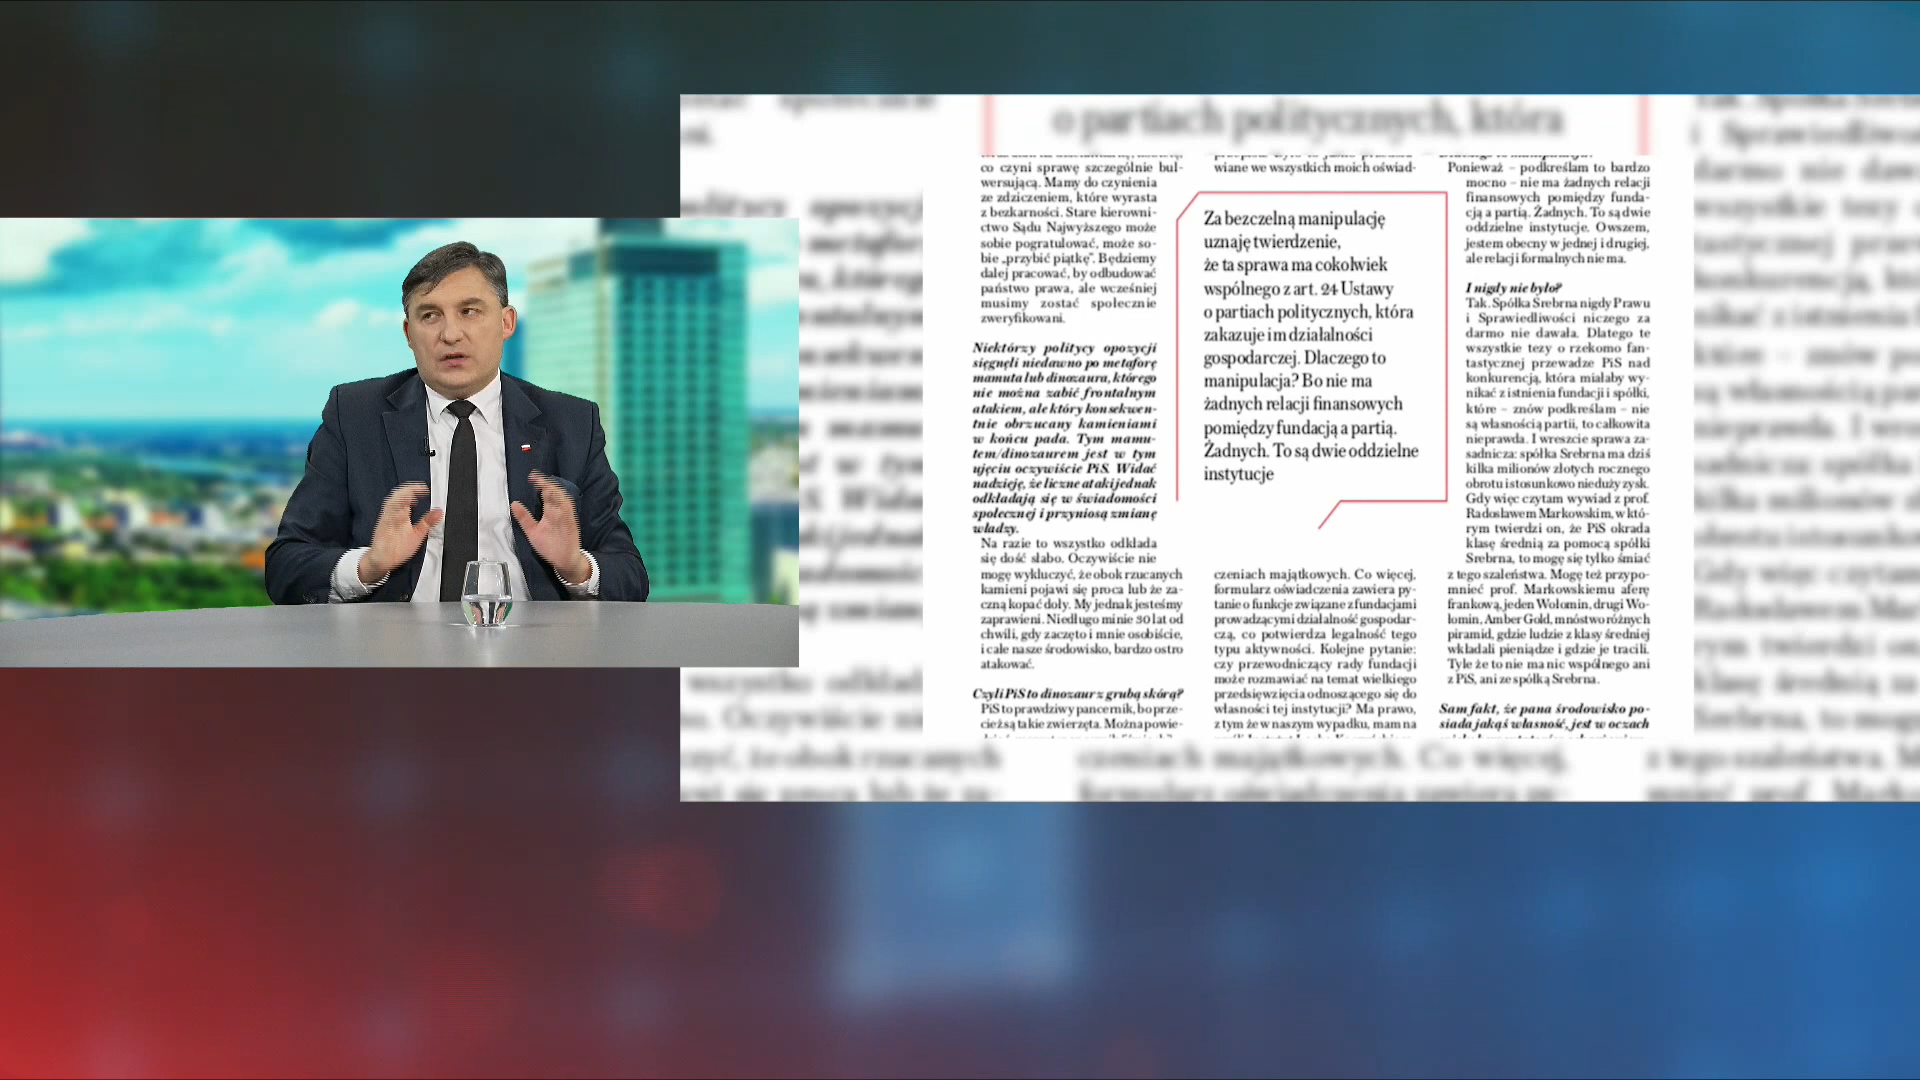 o partiach politycznych, która
co czyni sprawę szczególnie bul-
wersującą. Mamy do czynienia
ze zdziczeniem, które wyrasta
z bezkarności. Stare kierowni-
ctwo Sądu Najwyższego może
sobie pogratulować, może so-
bie „przybić piątkę”. Będziemy
dalej pracować, by odbudować
państwo prawa, ale wcześniej
musimy zostać społecznie
zweryfikowani.
Niektórzy politycy opozycji
sięgnęli niedawno po metaforę
mamuta lub dinozaura, którego
nie można zabić frontalnym
atakiem, ale który konsekwen-
tnie obrzucany kamieniami
w końcu pada. Tym mamu-
tem/dinozaurem jest w tym
ujęciu oczywiście PiS. Widać
nadzieję, że liczne ataki jednak
odkładają się w świadomości
społecznej i przyniosą zmianę
władzy.
Na razie to wszystko odkłada
się dość słabo. Oczywiście nie
mogę wykluczyć, że obok rzucanych
kamieni pojawi się proca lub że za-
czną kopać doły. My jednak jesteśmy
zaprawieni. Niedługo minie 30 lat od
chwili, gdy zaczęto i mnie osobiście,
i całe nasze środowisko, bardzo ostro
atakować.
Czyli PiS to dinozaur z grubą skórą?
PiS to prawdziwy pancernik, bo prze-
cież są takie zwierzęta. Można powie-
wiane we wszystkich moich oświad-
Za bezczelną manipulację
uznaję twierdzenie,
że ta sprawa ma cokolwiek
wspólnego z art. 24 Ustawy
o partiach politycznych, która
zakazuje im działalności
gospodarczej. Dlaczego to
manipulacja? Bo nie ma
żadnych relacji finansowych
pomiędzy fundacją a partią.
Żadnych. To są dwie oddzielne
instytucje
czeniach majątkowych. Co więcej,
formularz oświadczenia zawiera py-
tanie o funkcje związane z fundacjami
prowadzącymi działalność gospodar-
czą, co potwierdza legalność tego
typu aktywności. Kolejne pytanie:
czy przewodniczący rady fundacji
może rozmawiać na temat wielkiego
przedsięwzięcia odnoszącego się do
własności tej instytucji? Ma prawo,
z tym że w naszym wypadku, mam na
Ponieważ – podkreślam to bardzo
mocno – nie ma żadnych relacji
finansowych pomiędzy funda-
cją a partią. Żadnych. To są dwie
oddzielne instytucje. Owszem,
jestem obecny w jednej i drugiej,
ale relacji formalnych nie ma.
I nigdy nie było?
Tak. Spółka Srebrna nigdy Prawu
i Sprawiedliwości niczego za
darmo nie dawała. Dlatego te
wszystkie tezy o rzekomo fan-
tastycznej przewadze PiS nad
konkurencją, która miałaby wy-
nikać z istnienia fundacji i spółki,
które – znów podkreślam – nie
są własnością partii, to całkowita
nieprawda. I wreszcie sprawa za-
sadnicza: spółka Srebrna ma dziś
kilka milionów złotych rocznego
obrotu i stosunkowo nieduży zysk.
Gdy więc czytam wywiad z prof.
Radosławem Markowskim, w któ-
rym twierdzi on, że PiS okrada
klasę średnią za pomocą spółki
Srebrna, to mogę się tylko śmiać
z tego szaleństwa. Mogę też przypo-
mnieć prof. Markowskiemu aferę
frankową, jeden Wołomin, drugi Wo-
łomin, Amber Gold, mnóstwo różnych
piramid, gdzie ludzie z klasy średniej
wkładali pieniądze i gdzie je tracili.
Tyle że to nie ma nic wspólnego ani
z PiS, ani ze spółką Srebrna.
Sam fakt, że pana środowisko po-
siada jakąś własność, jest w oczach